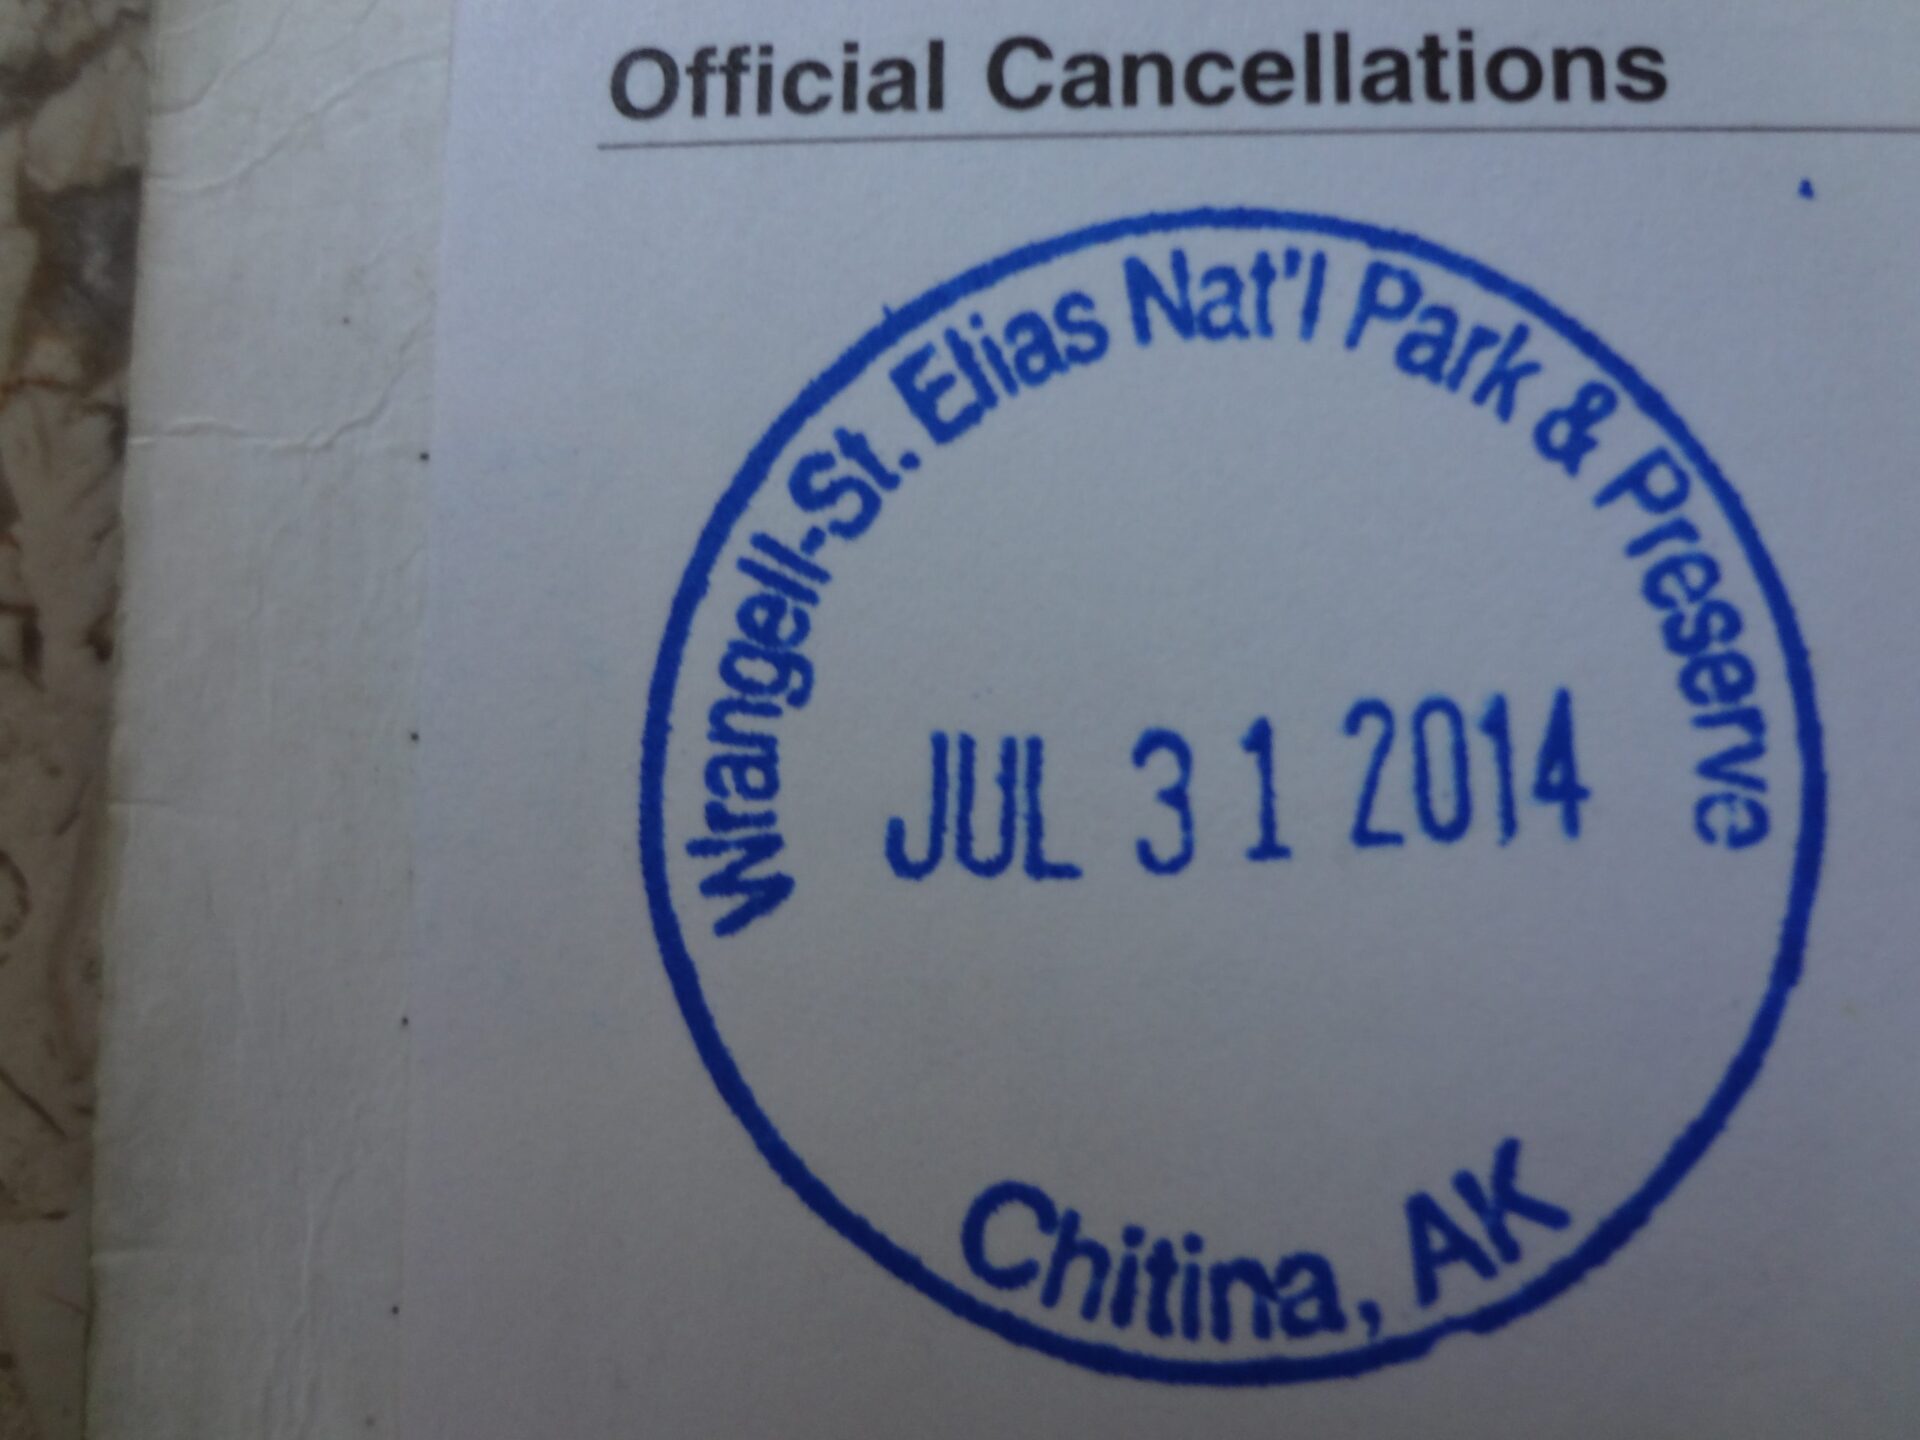 Official Cancellations
Wrangell-St. Elias Nat'l Park & Preserve
JUL 31 2014
Chitina, AK